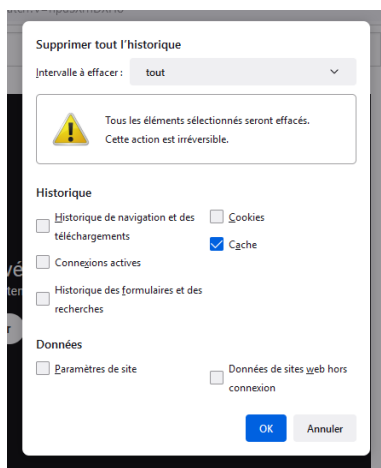 Supprimer tout l'historique
Intervalle à effacer : tout
Tous les éléments sélectionnés seront effacés.
Cette action est irréversible.
Historique
Historique de navigation et des
téléchargements
Cookies
Cache
Connexions actives
Historique des formulaires et des
recherches
Données
Paramètres de site
Données de sites web hors
connexion
OK Annuler